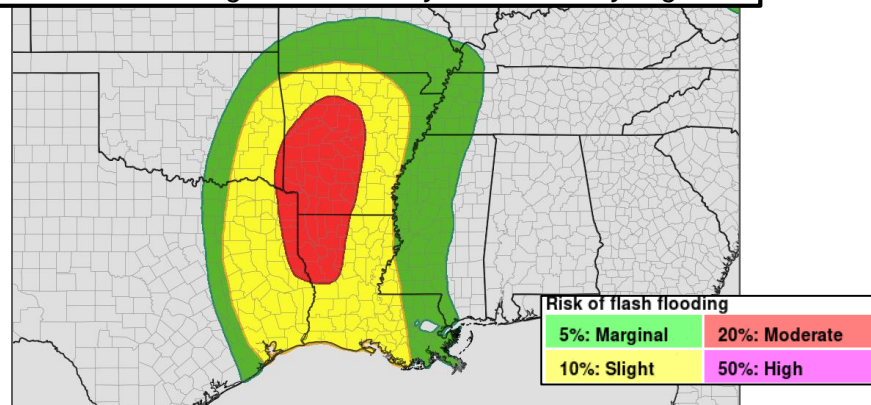 Risk of flash flooding
5%: Marginal 20%: Moderate
10%: Slight 50%: High